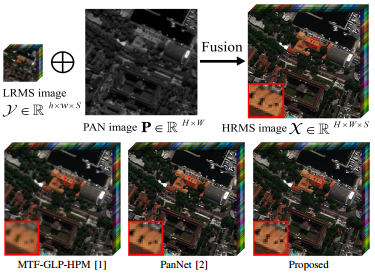 Fusion
LRMS image
𝒴 ∈ ℝ h×w×S
PAN image P ∈ ℝ H×W
HRMS image 𝒳 ∈ ℝ H×W×S
MTF-GLP-HPM [1]
PanNet [2]
Proposed